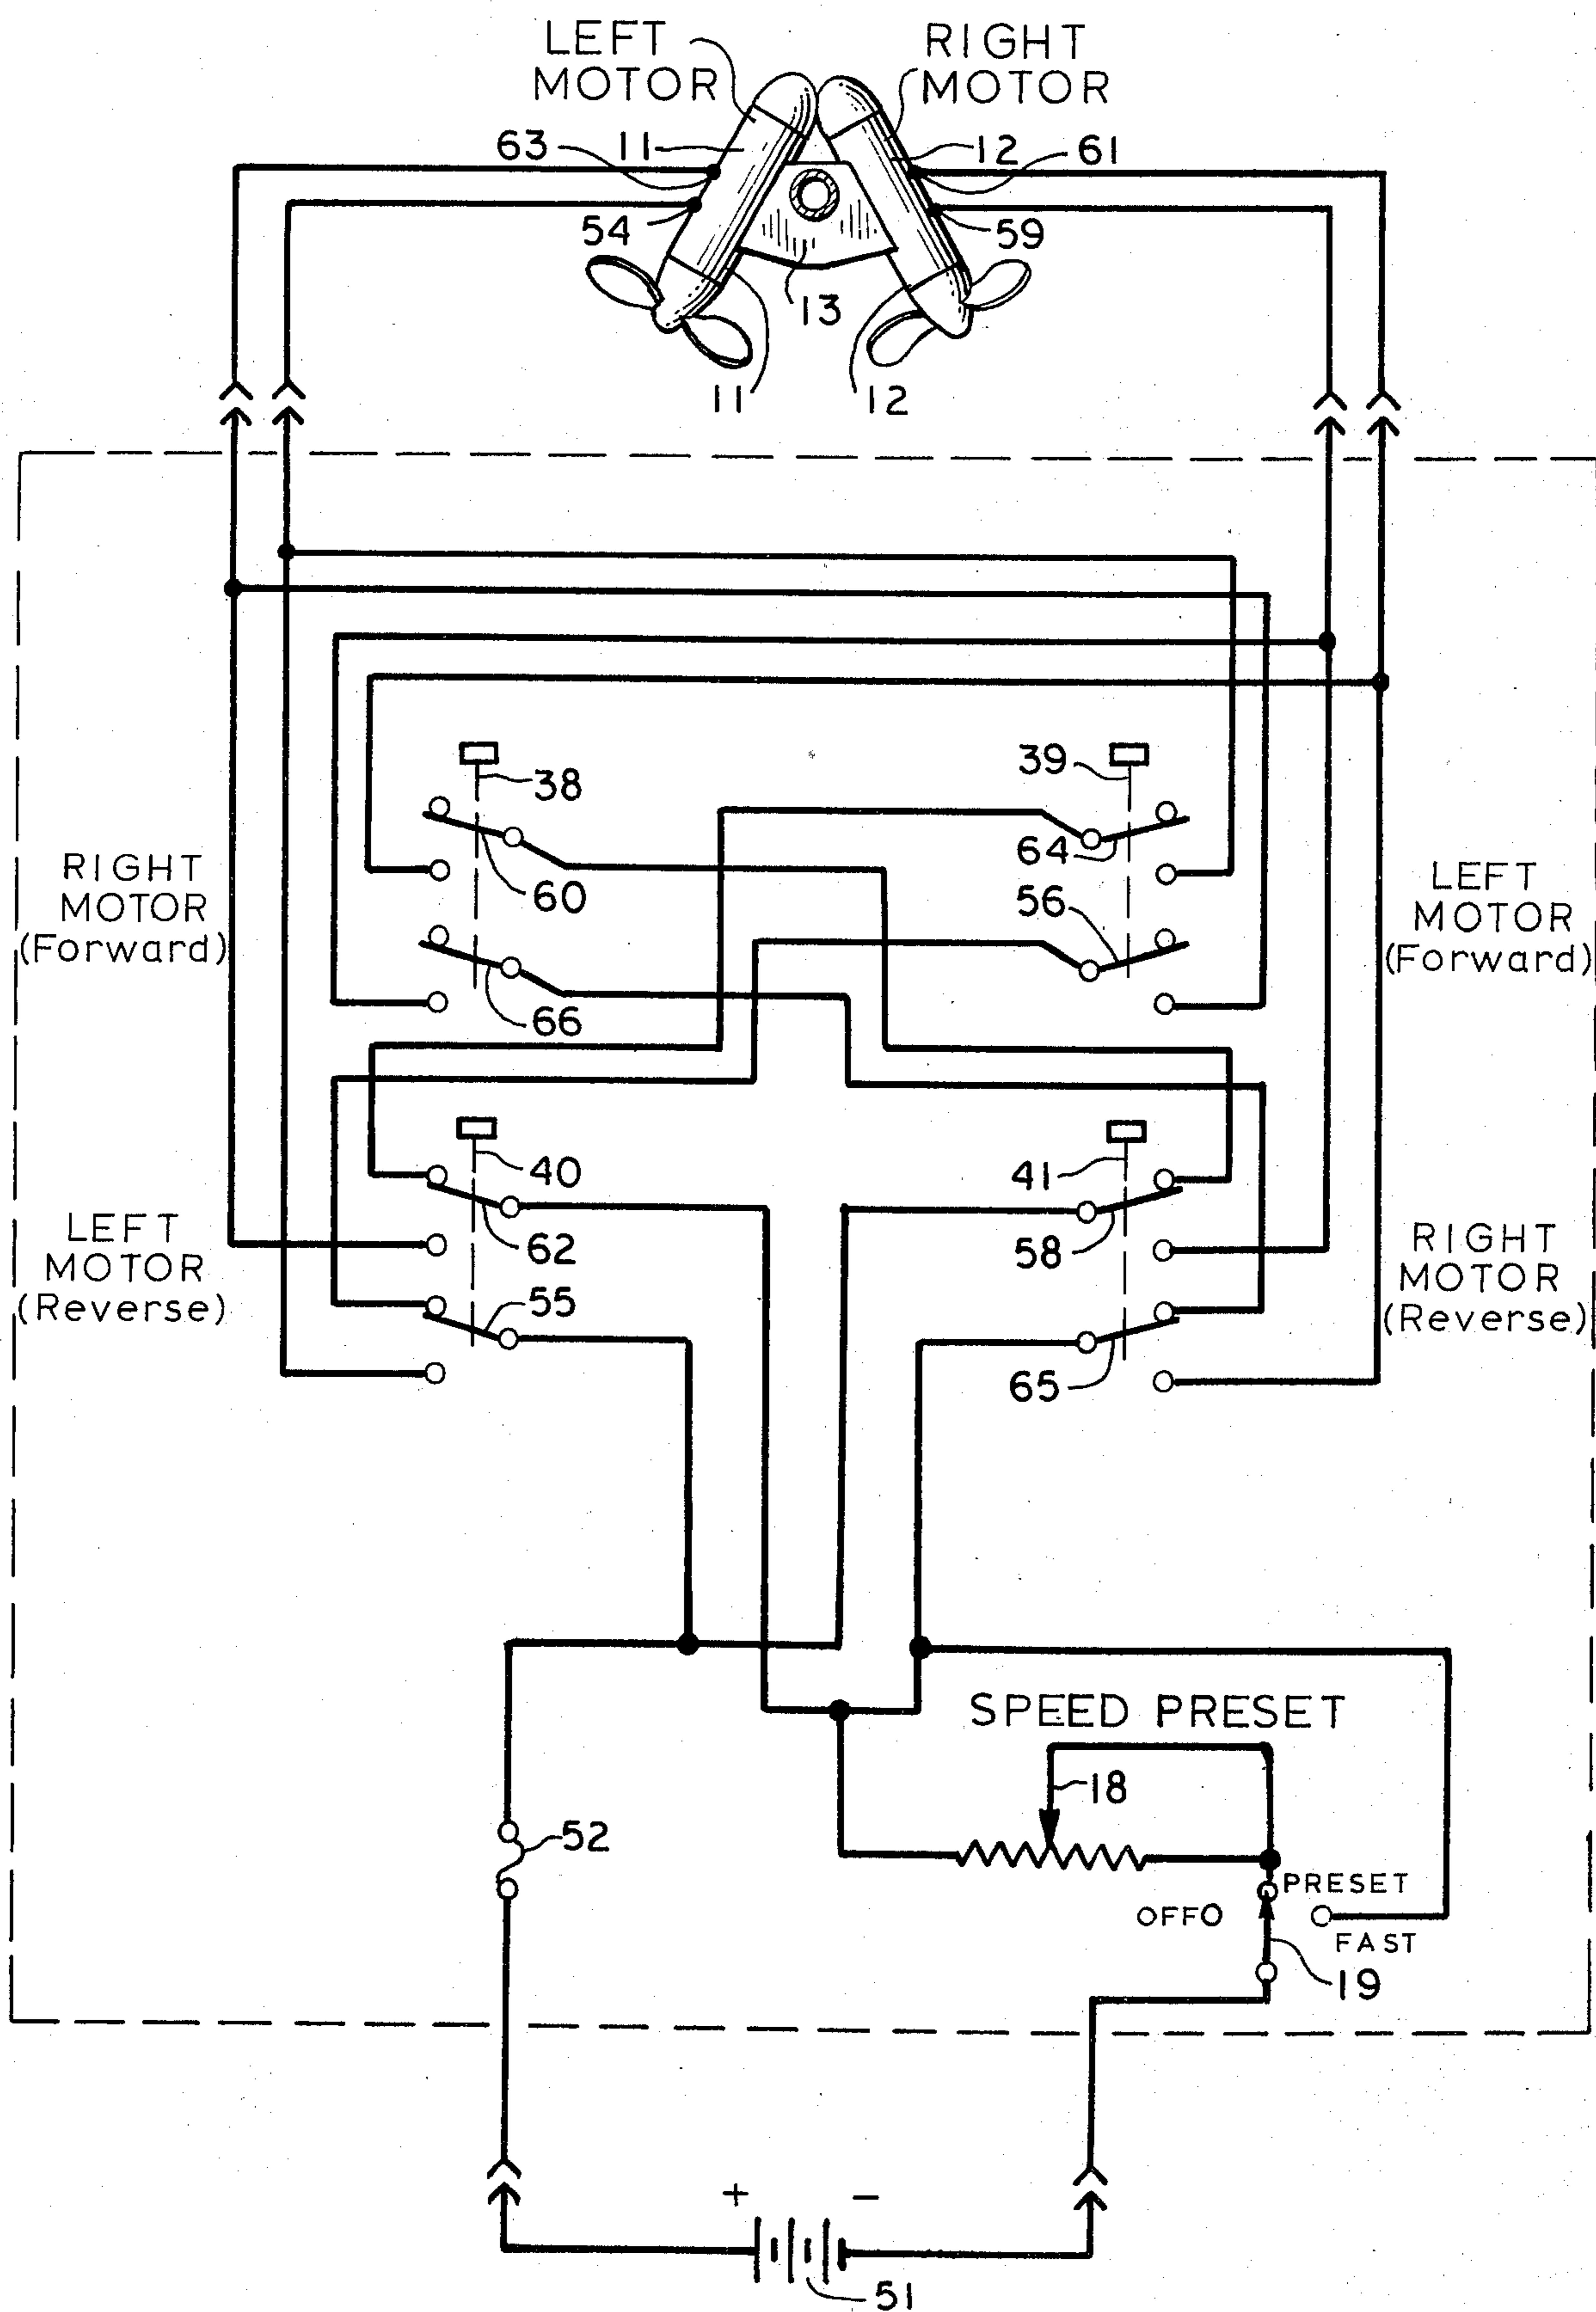 LEFT
MOTOR
RIGHT
MOTOR
63
11
12
61
54
59
13
11
12
38
39
60
64
56
66
RIGHT
MOTOR
(Forward)
LEFT
MOTOR
(Forward)
40
41
62
58
55
65
LEFT
MOTOR
(Reverse)
RIGHT
MOTOR
(Reverse)
SPEED PRESET
18
52
PRESET
OFF
FAST
19
+
−
51